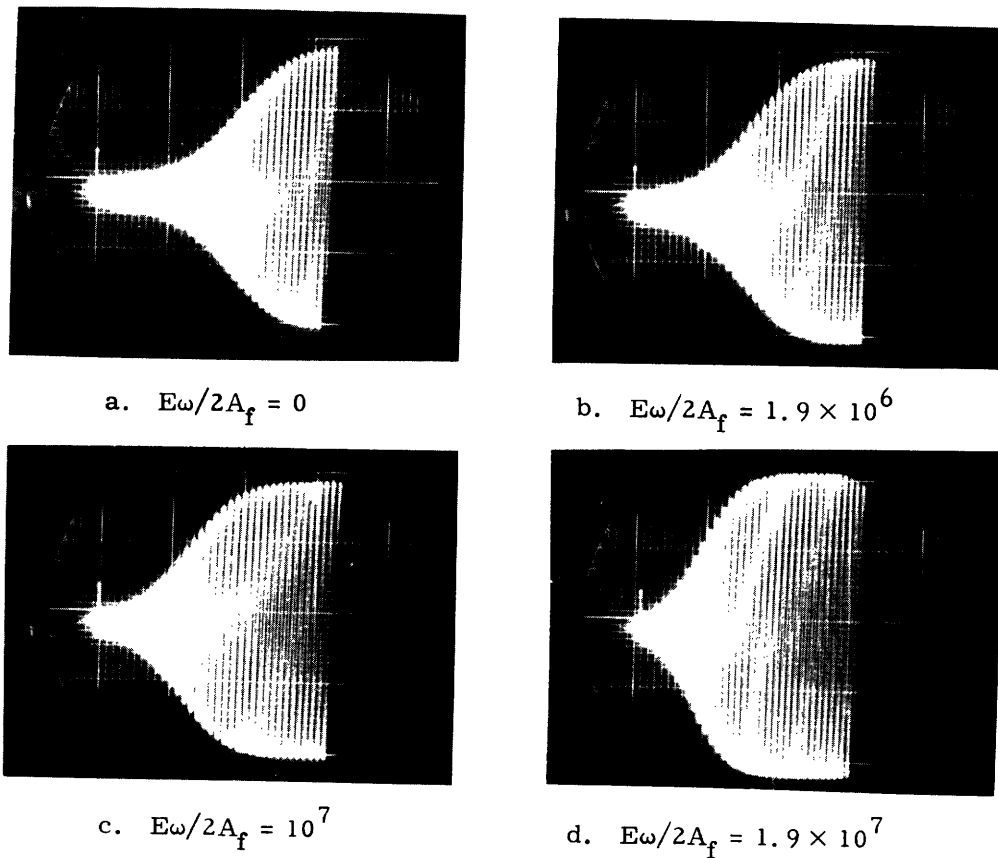 a. Eω/2A_f = 0
b. Eω/2A_f = 1.9 × 10^6
c. Eω/2A_f = 10^7
d. Eω/2A_f = 1.9 × 10^7